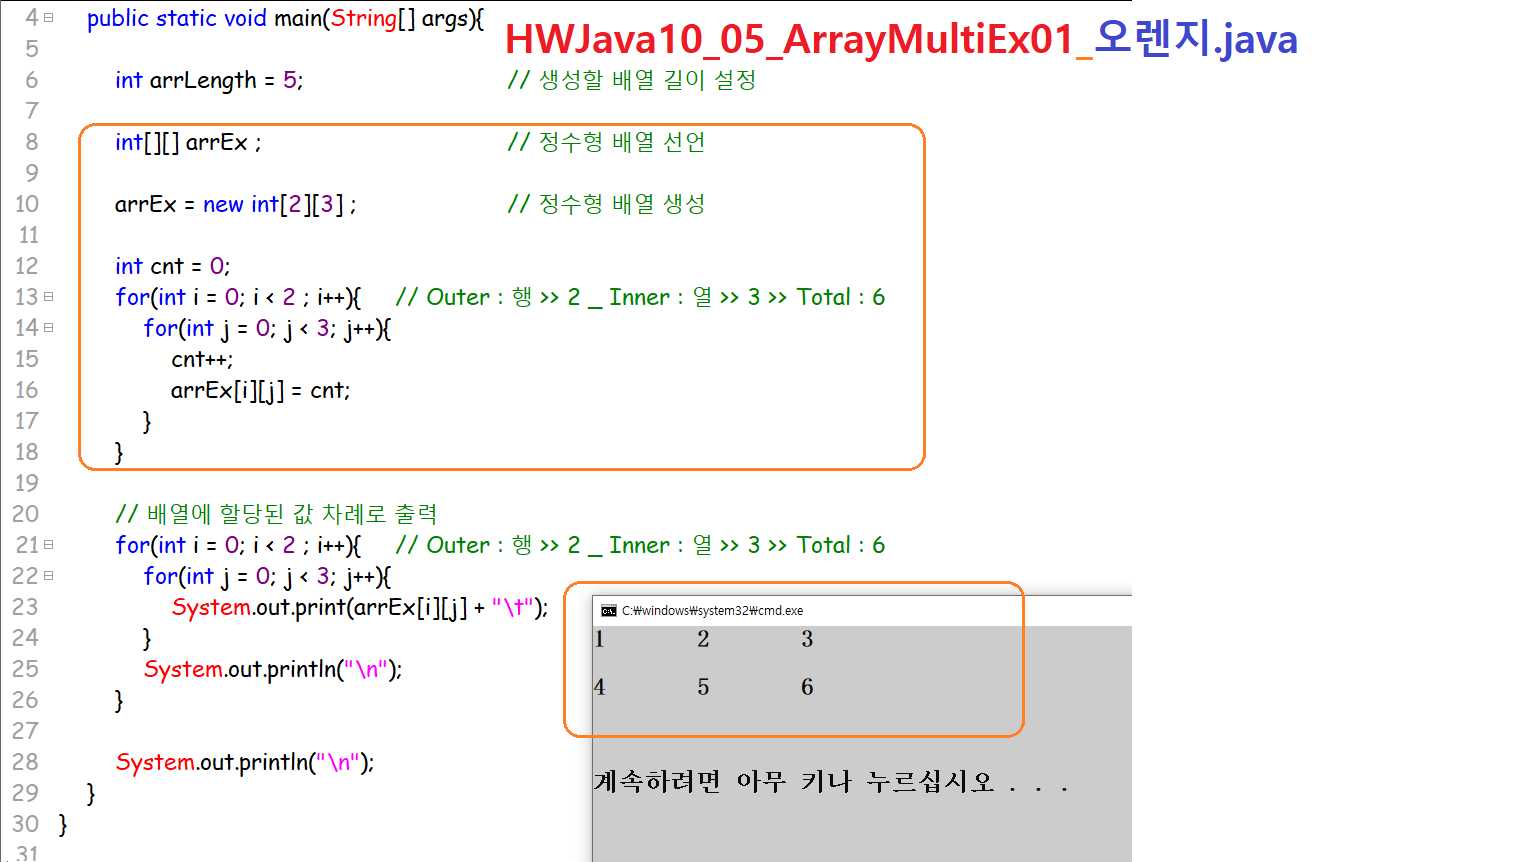 HWJava10_05_ArrayMultiEx01_오렌지.java
4 public static void main(String[] args){
5
6 int arrLength = 5; // 생성할 배열 길이 설정
7
8 int[][] arrEx ; // 정수형 배열 선언
9
10 arrEx = new int[2][3] ; // 정수형 배열 생성
11
12 int cnt = 0;
13 for(int i = 0; i < 2 ; i++){ // Outer : 행 >> 2 _ Inner : 열 >> 3 >> Total : 6
14 for(int j = 0; j < 3; j++){
15 cnt++;
16 arrEx[i][j] = cnt;
17 }
18 }
19
20 // 배열에 할당된 값 차례로 출력
21 for(int i = 0; i < 2 ; i++){ // Outer : 행 >> 2 _ Inner : 열 >> 3 >> Total : 6
22 for(int j = 0; j < 3; j++){
23 System.out.print(arrEx[i][j] + "\t");
24 }
25 System.out.println("\n");
26 }
27
28 System.out.println("\n");
29 }
30 }
31
C:₩windows₩system32₩cmd.exe
1 2 3
4 5 6
계속하려면 아무 키나 누르십시오 . . .